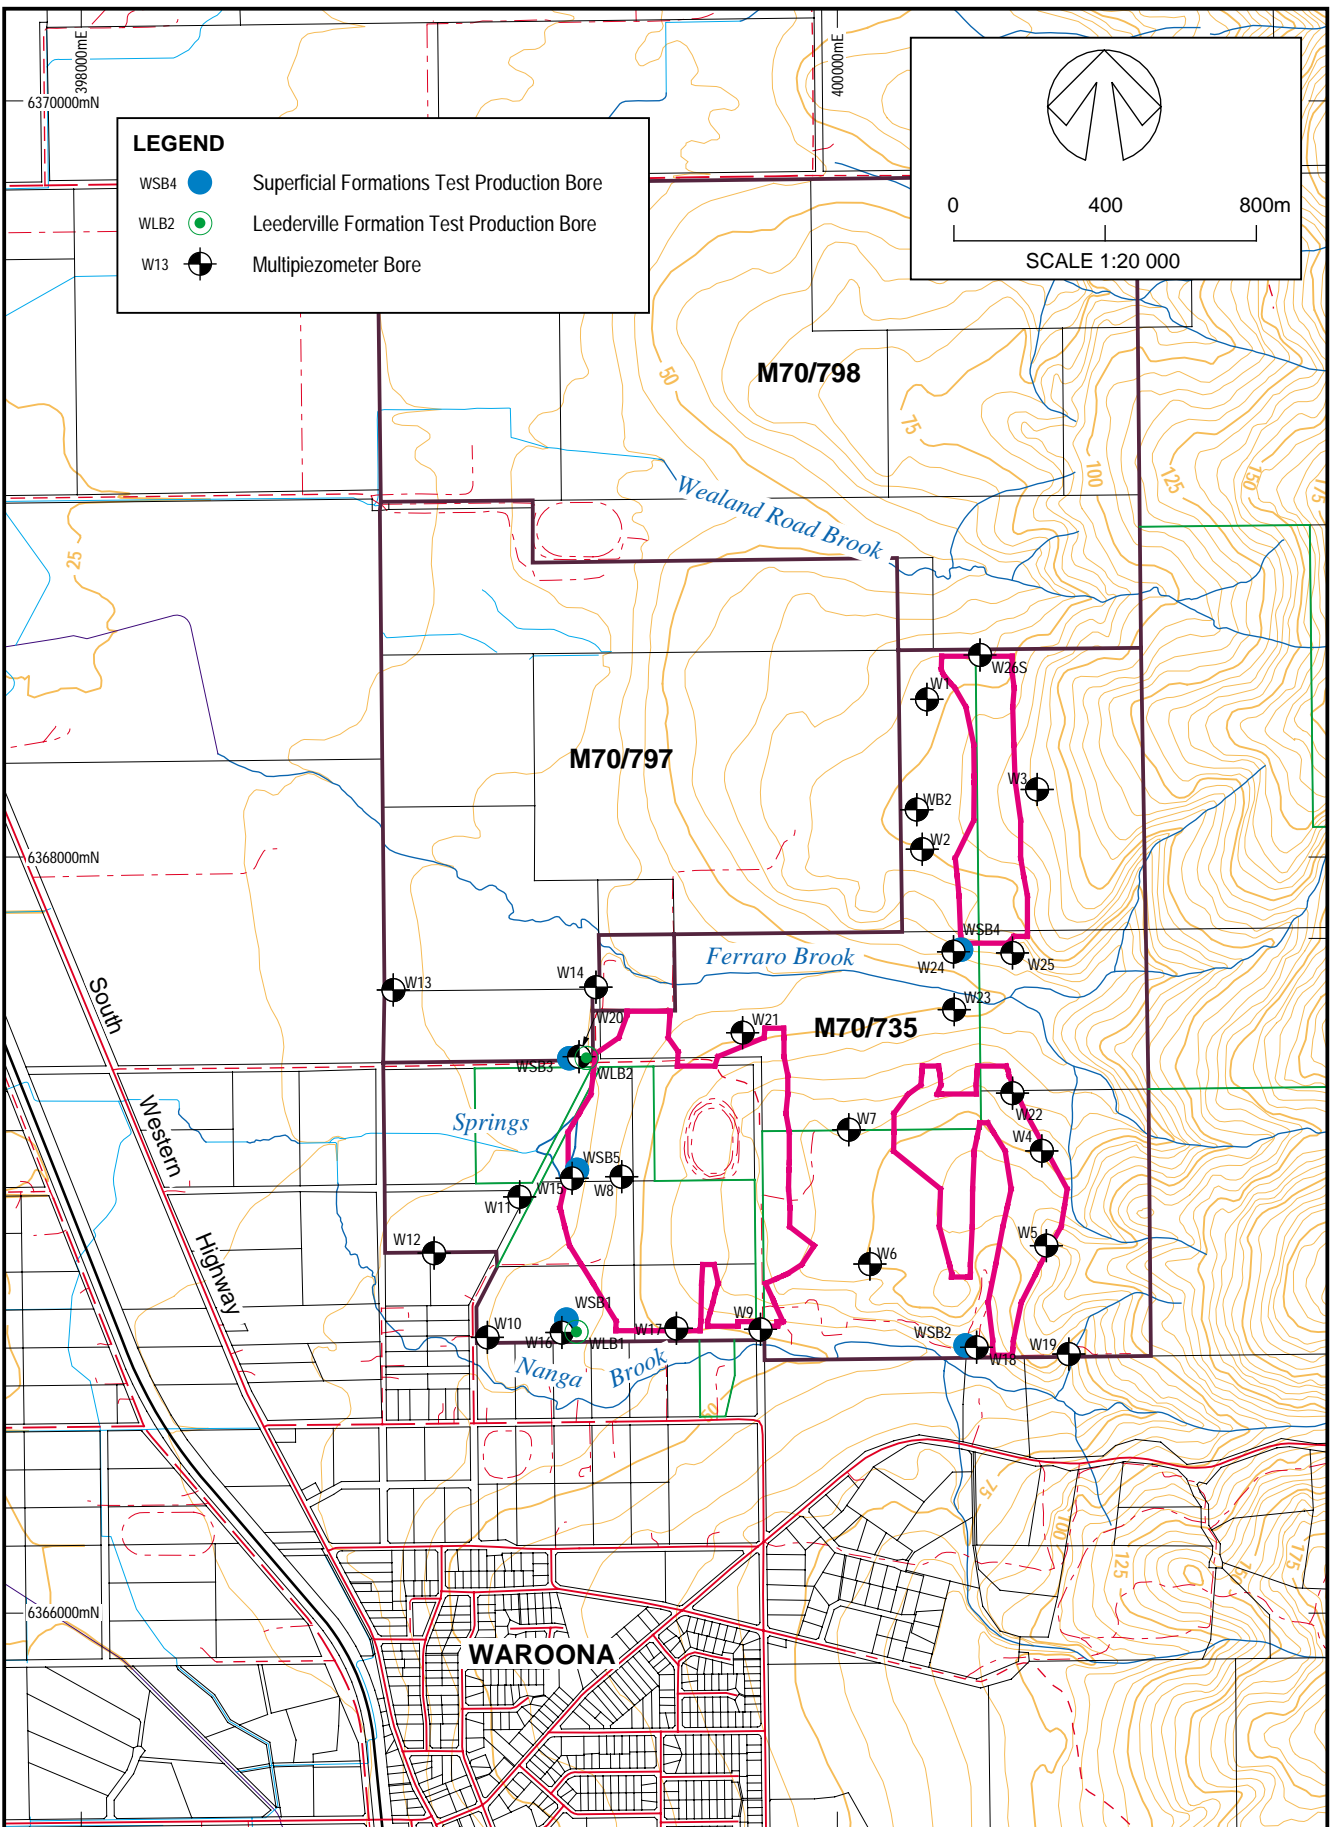 398000mE
400000mE
6370000mN
LEGEND
WSB4 Superficial Formations Test Production Bore
WLB2 Leederville Formation Test Production Bore
W13 Multipiezometer Bore
0 400 800m
SCALE 1:20 000
50
M70/798
75
100
125
150
175
Wealand Road Brook
25
W26S
W1
M70/797
W3
WB2
W2
6368000mN
WSB4
Ferraro Brook
W24
W25
W14
W13
W23
South
W20
W21
M70/735
WSB3
WLB2
Western
Springs
W22
W7
W4
WSB5
W15
W8
W11
Highway
W12
W5
W6
WSB1
W10
W16
WLB1
W17
W9
WSB2
W18
W19
Nanga Brook
50
75
100
125
150
175
6366000mN
WAROONA